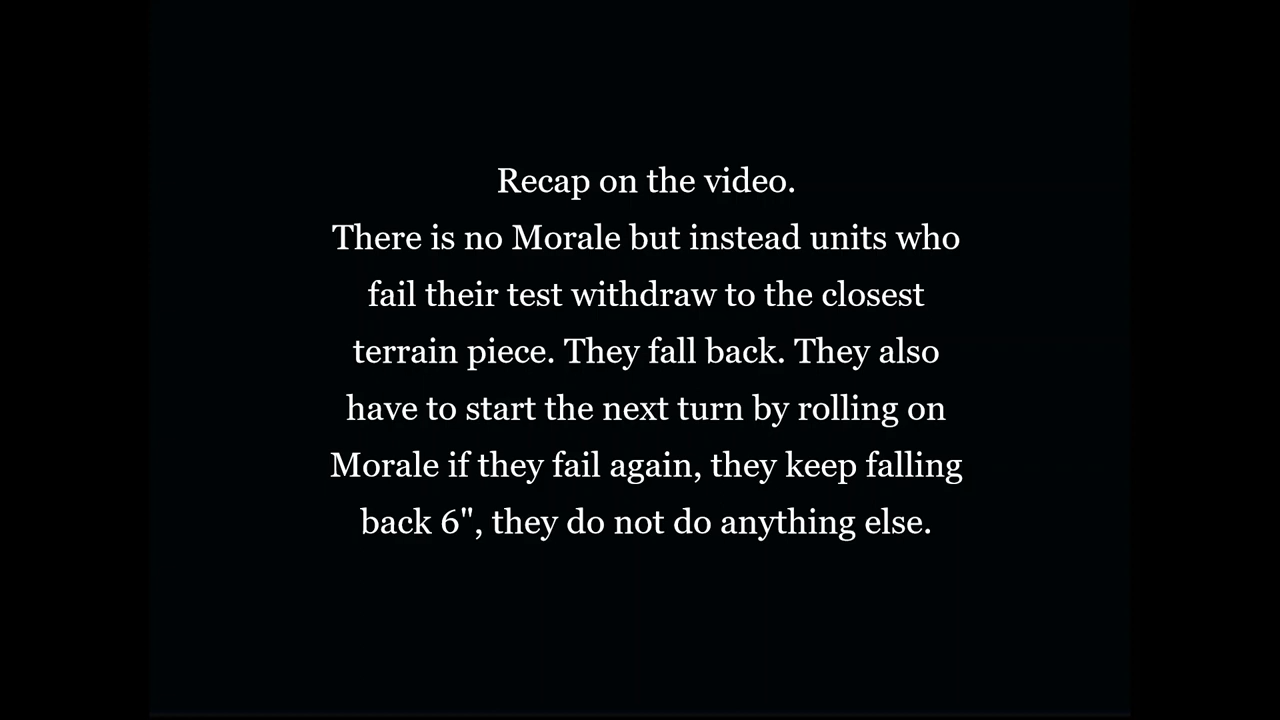 Recap on the video.
There is no Morale but instead units who
fail their test withdraw to the closest
terrain piece. They fall back. They also
have to start the next turn by rolling on
Morale if they fail again, they keep falling
back 6", they do not do anything else.